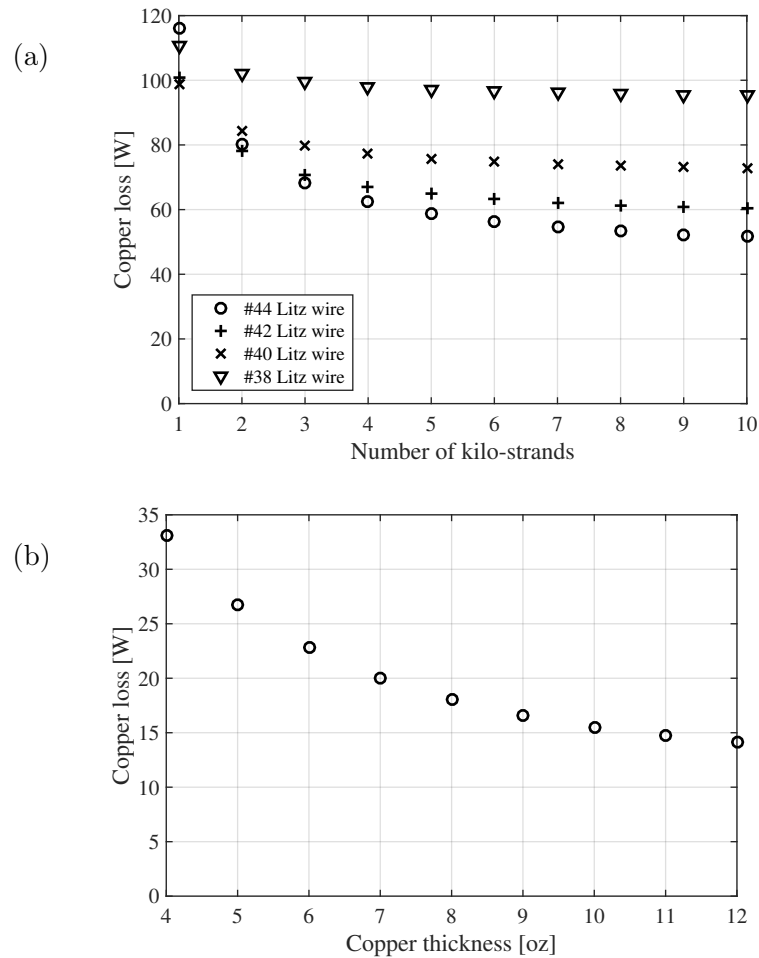 (a)
120
100
80
60
40
20
0
Copper loss [W]
#44 Litz wire
#42 Litz wire
#40 Litz wire
#38 Litz wire
1 2 3 4 5 6 7 8 9 10
Number of kilo-strands
(b)
35
30
25
20
15
10
5
0
Copper loss [W]
4 5 6 7 8 9 10 11 12
Copper thickness [oz]